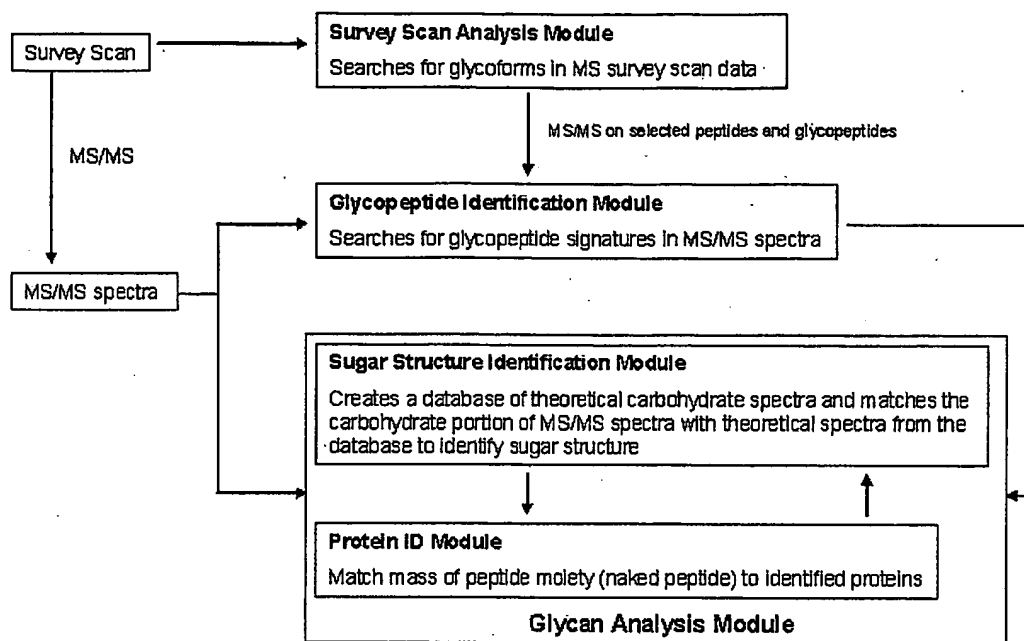 Survey Scan
Survey Scan Analysis Module
Searches for glycoforms in MS survey scan data
MS/MS
MS/MS on selected peptides and glycopeptides
Glycopeptide Identification Module
Searches for glycopeptide signatures in MS/MS spectra
MS/MS spectra
Sugar Structure Identification Module
Creates a database of theoretical carbohydrate spectra and matches the
carbohydrate portion of MS/MS spectra with theoretical spectra from the
database to identify sugar structure
Protein ID Module
Match mass of peptide moiety (naked peptide) to identified proteins
Glycan Analysis Module